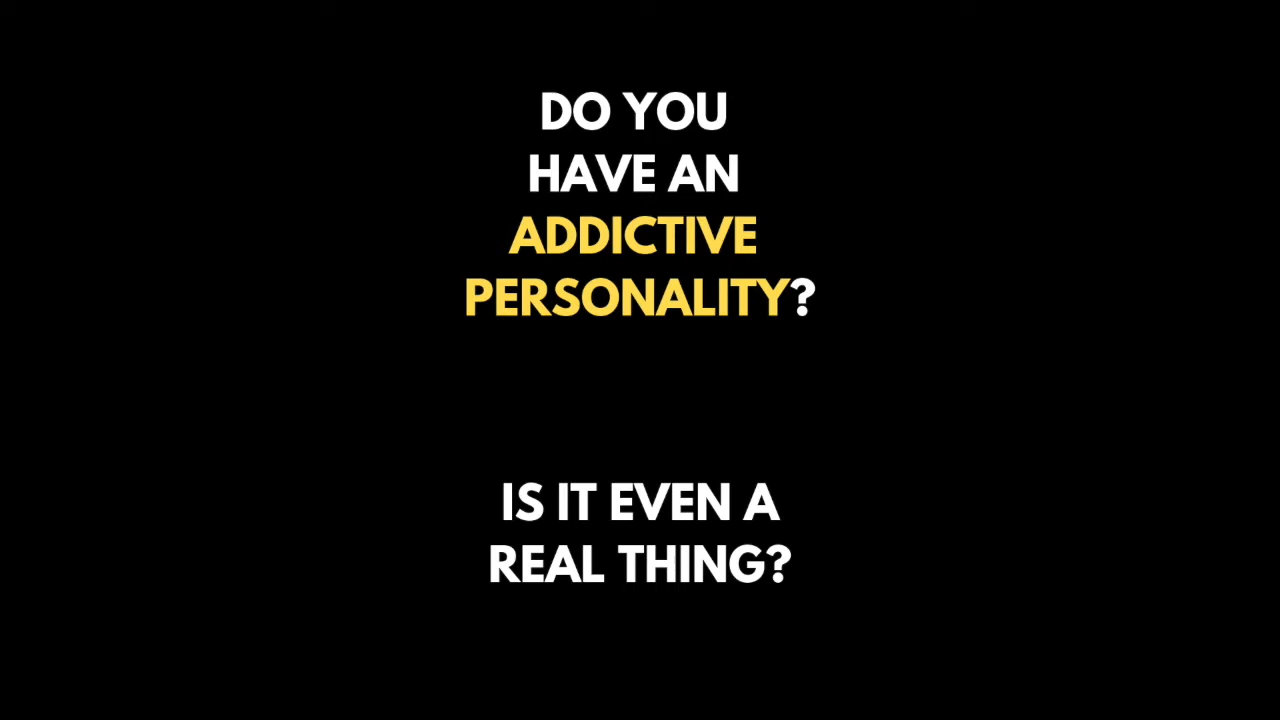 DO YOU
HAVE AN
ADDICTIVE
PERSONALITY?
IS IT EVEN A
REAL THING?